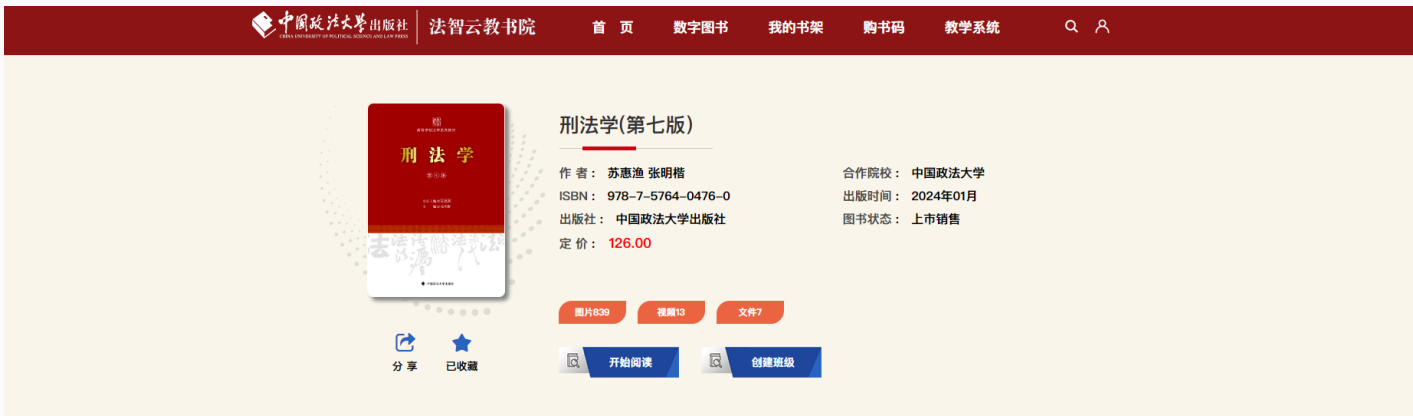 中国政法大学出版社 法智云教书院 首 页 数字图书 我的书架 购书码 教学系统
CHINA UNIVERSITY OF POLITICAL SCIENCE AND LAW PRESS
刑法学
刑法学(第七版)
作 者： 苏惠渔 张明楷 合作院校： 中国政法大学
ISBN： 978-7-5764-0476-0 出版时间： 2024年01月
出版社： 中国政法大学出版社 图书状态： 上市销售
定 价： 126.00
图片839 视频13 文件7
开始阅读 创建班级
分 享 已收藏